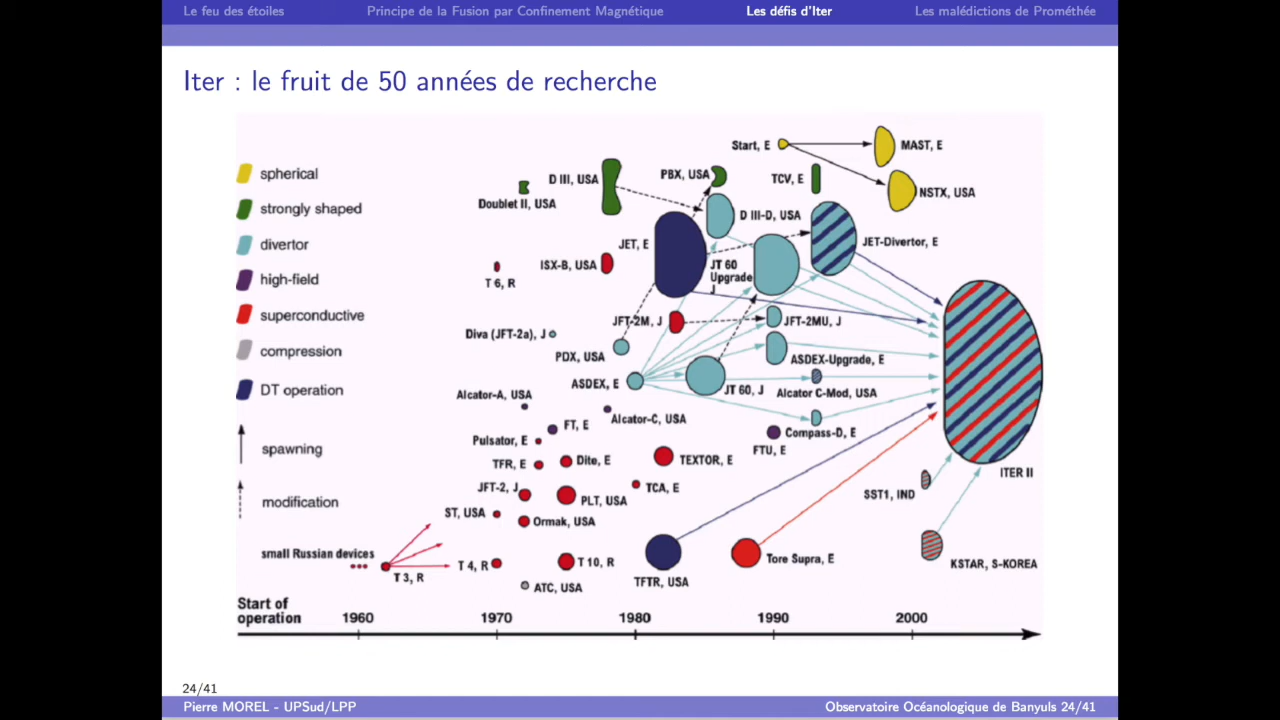 Le feu des étoiles
Principe de la Fusion par Confinement Magnétique
Les défis d'Iter
Les malédictions de Prométhée
Iter : le fruit de 50 années de recherche
spherical
strongly shaped
divertor
high-field
superconductive
compression
DT operation
spawning
modification
small Russian devices
T 3, R
Start, E
MAST, E
NSTX, USA
D III, USA
Doublet II, USA
PBX, USA
TCV, E
D III-D, USA
JET, E
JET-Divertor, E
ISX-B, USA
T 6, R
JT 60
Upgrade
J
JFT-2M, J
JFT-2MU, J
Diva (JFT-2a), J
PDX, USA
ASDEX-Upgrade, E
ASDEX, E
JT 60, J
Alcator C-Mod, USA
Alcator-A, USA
Alcator-C, USA
FT, E
Compass-D, E
FTU, E
Pulsator, E
TFR, E
Dite, E
TEXTOR, E
ITER II
JFT-2, J
PLT, USA
TCA, E
SST1, IND
ST, USA
Ormak, USA
T 4, R
T 10, R
TFTR, USA
Tore Supra, E
KSTAR, S-KOREA
ATC, USA
Start of
operation
1960
1970
1980
1990
2000
24/41
Pierre MOREL - UPSud/LPP
Observatoire Océanologique de Banyuls 24/41